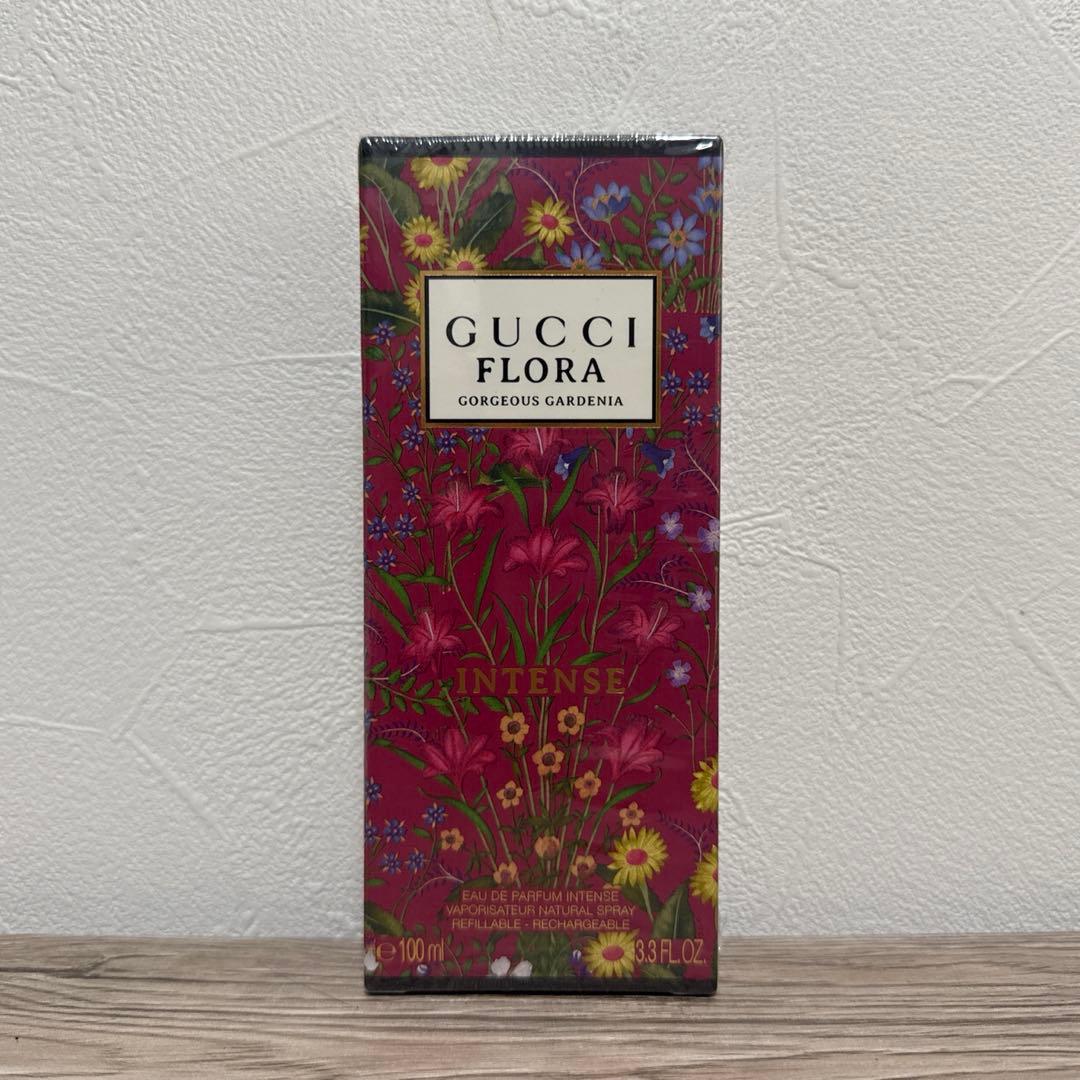 GUCCI
FLORA
GORGEOUS GARDENIA
INTENSE
EAU DE PARFUM INTENSE
VAPORISATEUR NATURAL SPRAY
REFILLABLE - RECHARGEABLE
℮ 100 ml 3.3 FL.OZ.